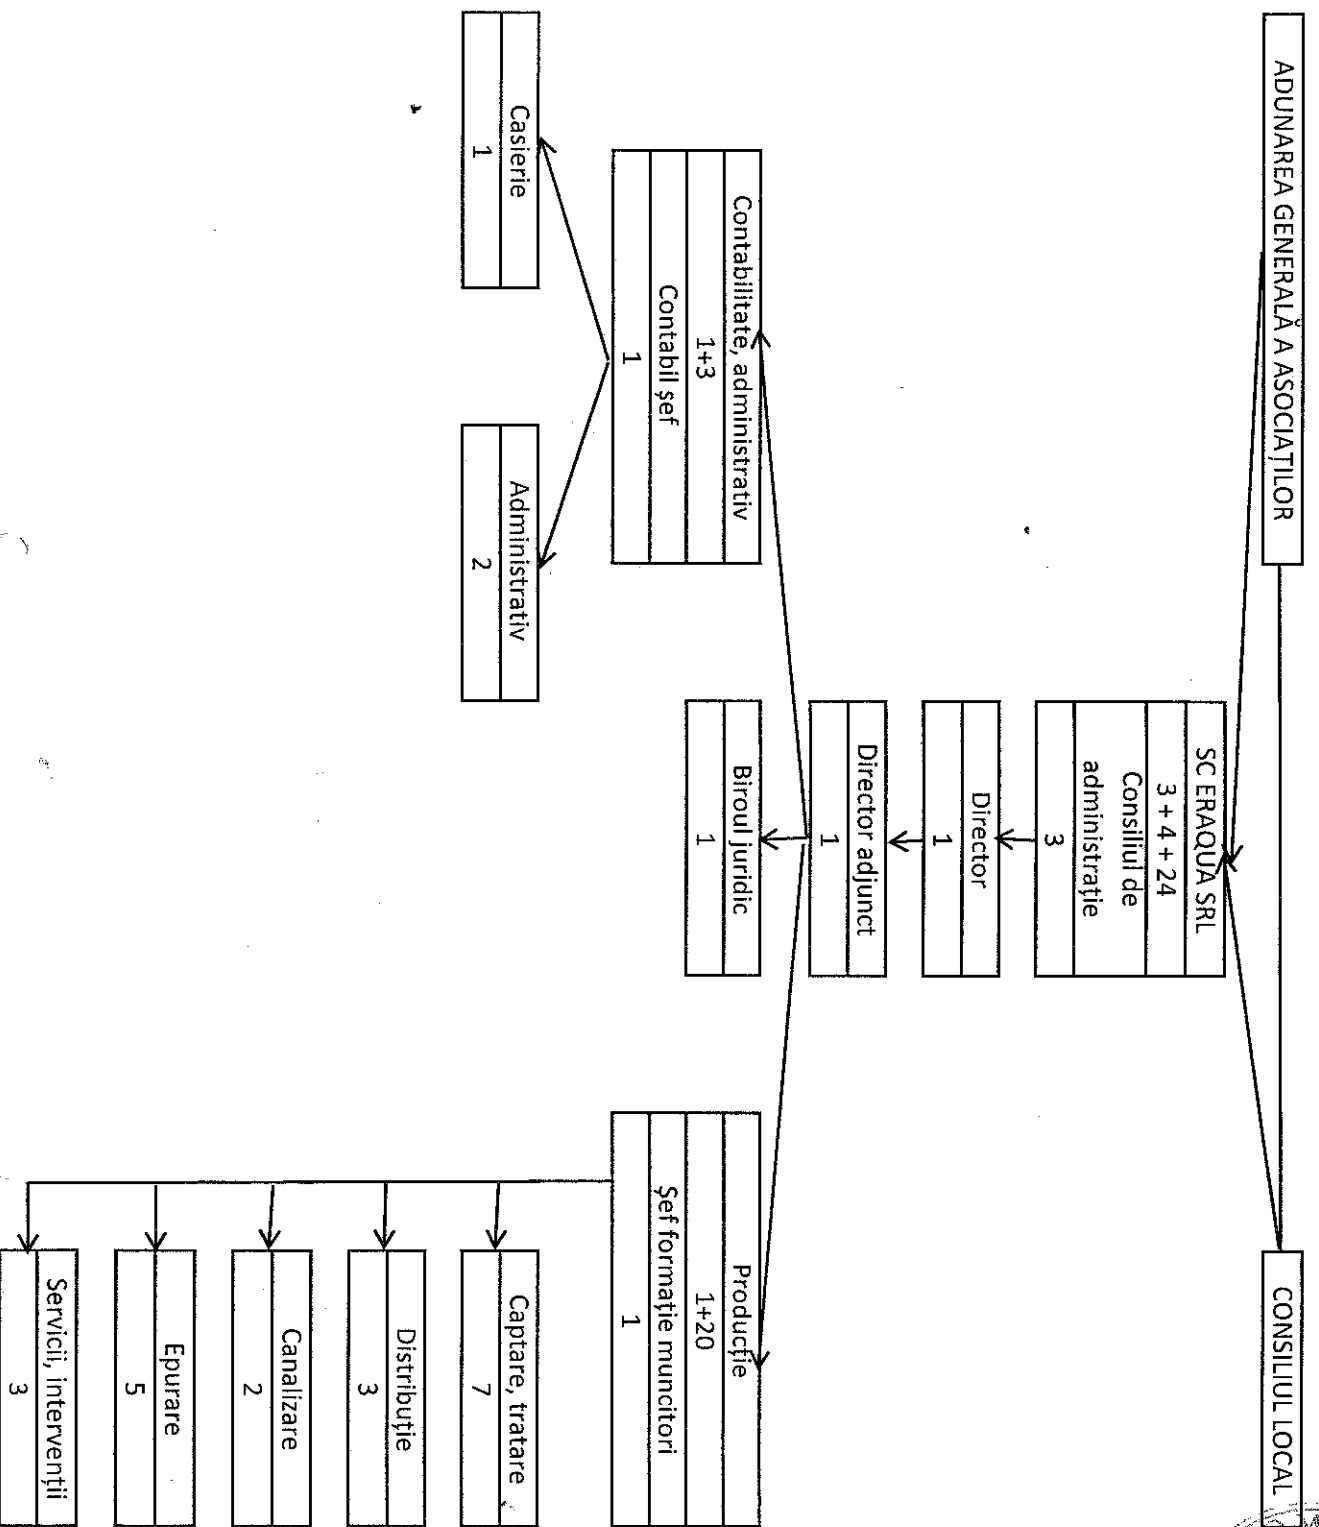 ADUNAREA GENERALĂ A ASOCIAȚILOR
CONSILIUL LOCAL
SC ERAQUA SRL
3 + 4 + 24
Consiliul de
administrație
3
Director
1
Director adjunct
1
Contabilitate, administrativ
1+3
Contabil șef
1
Biroul juridic
1
Producție
1+20
Șef formație muncitori
1
Casierie
1
Administrativ
2
Captare, tratare
7
Distribuție
3
Canalizare
2
Epurare
5
Servicii, intervenții
3